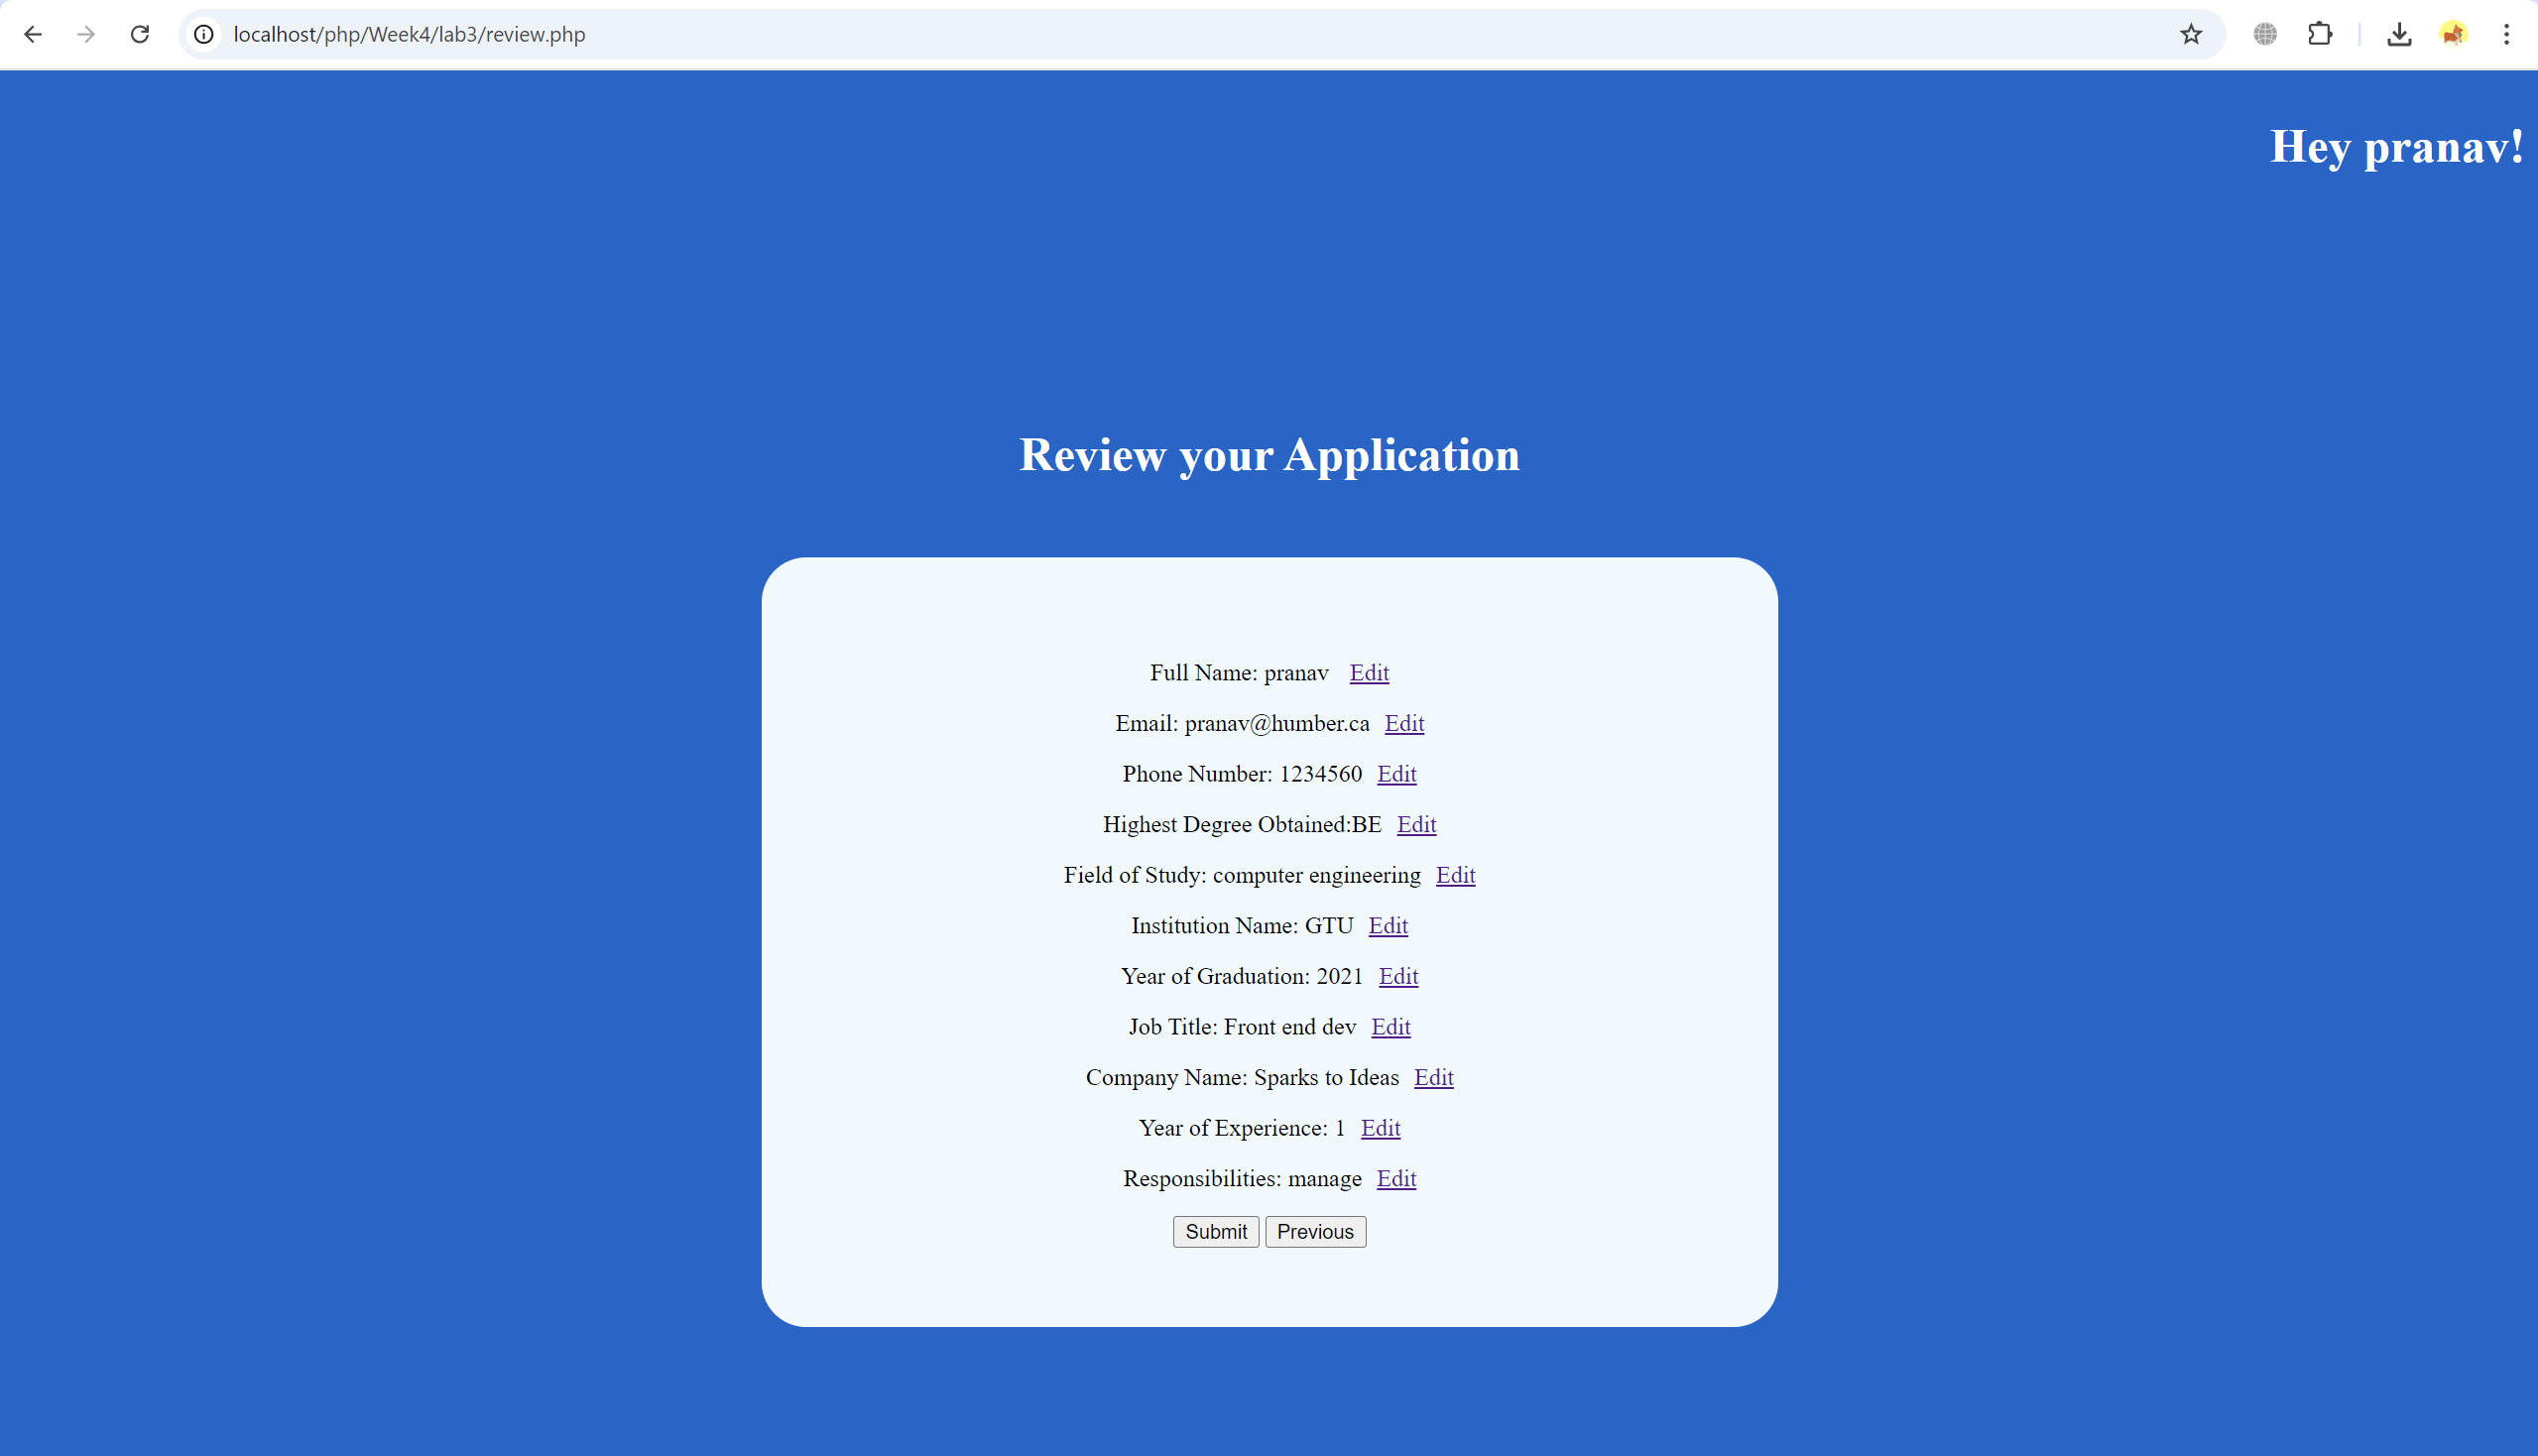 localhost/php/Week4/lab3/review.php
Hey pranav!
Review your Application
Full Name: pranav Edit
Email: pranav@humber.ca Edit
Phone Number: 1234560 Edit
Highest Degree Obtained:BE Edit
Field of Study: computer engineering Edit
Institution Name: GTU Edit
Year of Graduation: 2021 Edit
Job Title: Front end dev Edit
Company Name: Sparks to Ideas Edit
Year of Experience: 1 Edit
Responsibilities: manage Edit
Submit Previous